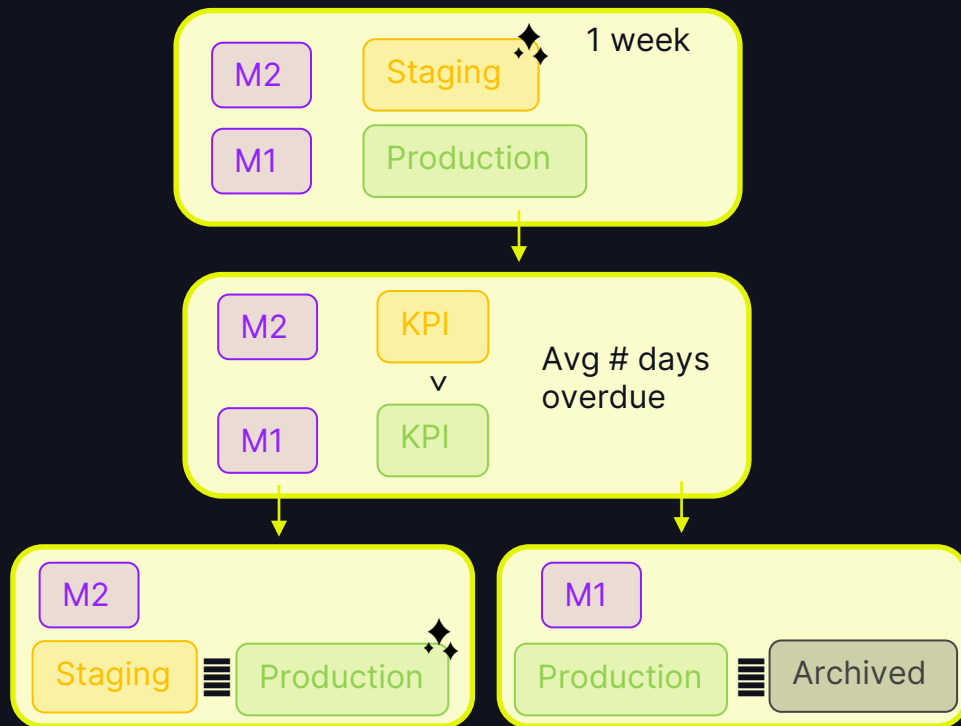 M2 Staging 1 week
M1 Production
M2 KPI
v
Avg # days
overdue
M1 KPI
M2
Staging Production
M1
Production Archived